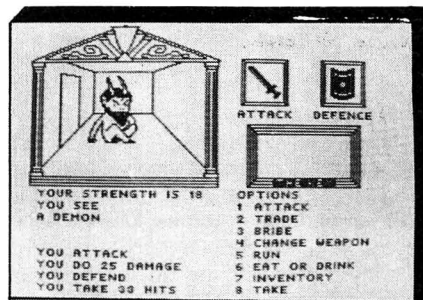 ATTACK
DEFENCE
YOUR STRENGTH IS 18
YOU SEE
A DEMON
YOU ATTACK
YOU DO 25 DAMAGE
YOU DEFEND
YOU TAKE 38 HITS
OPTIONS
1 ATTACK
2 TRADE
3 BRIBE
4 CHANGE WEAPON
5 RUN
6 EAT OR DRINK
7 INVENTORY
8 TAKE